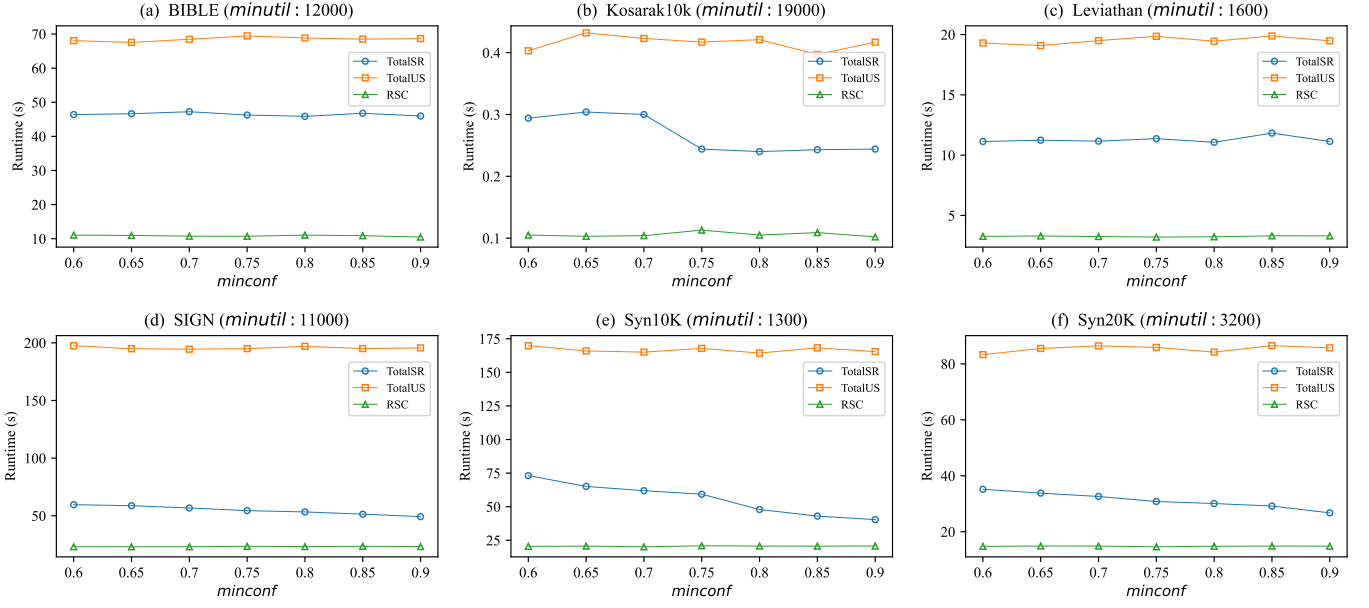 (a) BIBLE (minutil : 12000)
Runtime (s)
70
60
50
40
30
20
10
TotalSR
TotalUS
RSC
0.6 0.65 0.7 0.75 0.8 0.85 0.9
minconf
(b) Kosarak10k (minutil : 19000)
Runtime (s)
0.4
0.3
0.2
0.1
TotalSR
TotalUS
RSC
0.6 0.65 0.7 0.75 0.8 0.85 0.9
minconf
(c) Leviathan (minutil : 1600)
Runtime (s)
20
15
10
5
TotalSR
TotalUS
RSC
0.6 0.65 0.7 0.75 0.8 0.85 0.9
minconf
(d) SIGN (minutil : 11000)
Runtime (s)
200
150
100
50
TotalSR
TotalUS
RSC
0.6 0.65 0.7 0.75 0.8 0.85 0.9
minconf
(e) Syn10K (minutil : 1300)
Runtime (s)
175
150
125
100
75
50
25
TotalSR
TotalUS
RSC
0.6 0.65 0.7 0.75 0.8 0.85 0.9
minconf
(f) Syn20K (minutil : 3200)
Runtime (s)
80
60
40
20
TotalSR
TotalUS
RSC
0.6 0.65 0.7 0.75 0.8 0.85 0.9
minconf